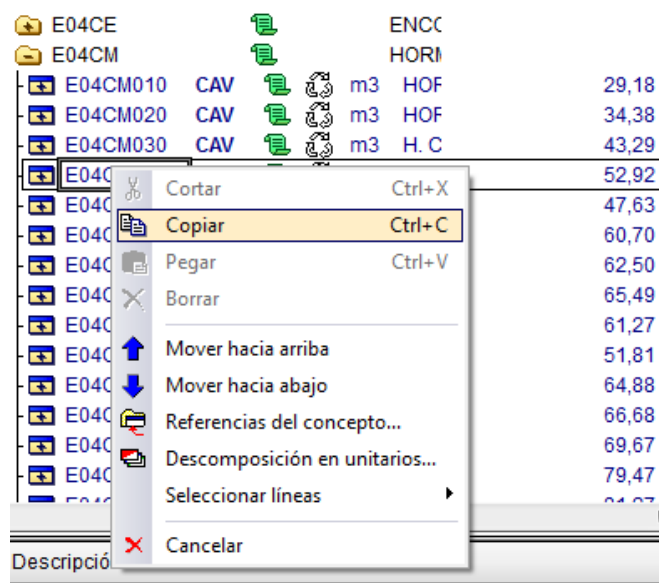 E04CE ENCO
E04CM HORM
E04CM010 CAV m3 HOF 29,18
E04CM020 CAV m3 HOF 34,38
E04CM030 CAV m3 H. C 43,29
E04C 52,92
E04C 47,63
E04C 60,70
E04C 62,50
E04C 65,49
E04C 61,27
E04C 51,81
E04C 64,88
E04C 66,68
E04C 69,67
E04C 79,47
Cortar Ctrl+X
Copiar Ctrl+C
Pegar Ctrl+V
Borrar
Mover hacia arriba
Mover hacia abajo
Referencias del concepto...
Descomposición en unitarios...
Seleccionar líneas
Cancelar
Descripció